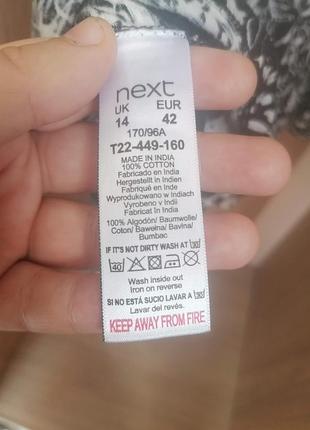 next
UK EUR
14 42
170/96A
T22-449-160
MADE IN INDIA
100% COTTON
Fabricado en India
Hergestellt in Indien
Fabriqué en Inde
Wyprodukowano w Indiach
Vyrobeno v Indii
Fabricat în India
100% Algodón/ Baumwolle/
Coton/ Bawełna/ Bavlna/
Bumbac
IF IT'S NOT DIRTY WASH AT 30
40
Wash inside out
Iron on reverse
SI NO ESTÁ SUCIO LAVAR A 30
Lavar del revés.
KEEP AWAY FROM FIRE